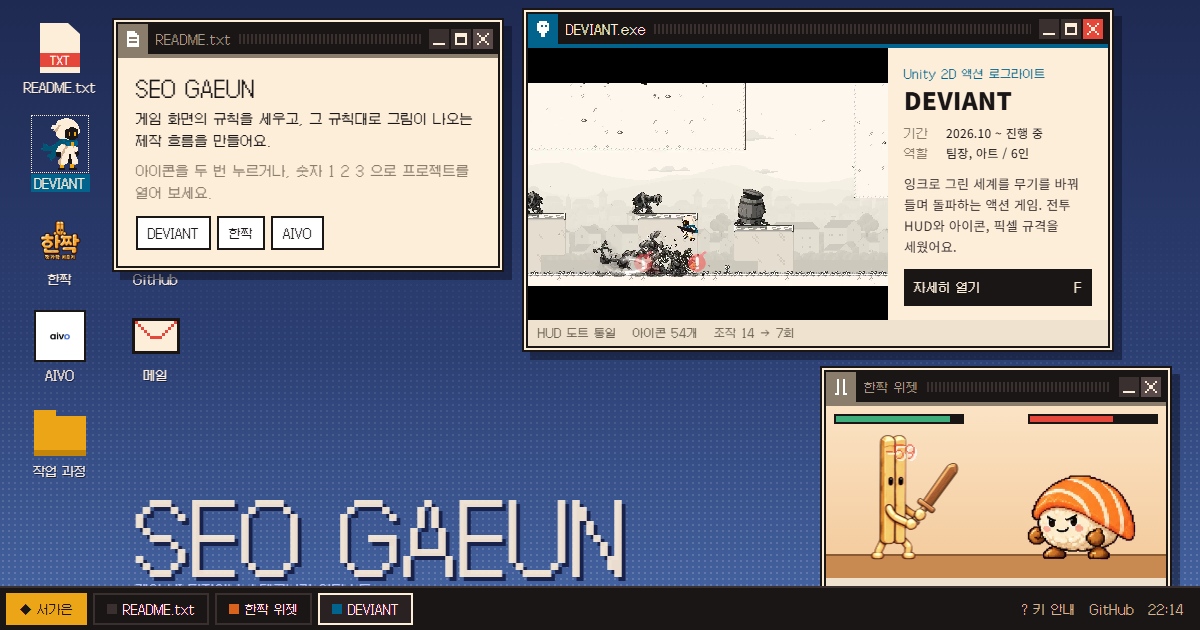 TXT
README.txt
DEVIANT
한짝
한짝
AIVO
aivo
작업 과정
GitHub
메일
README.txt
SEO GAEUN
게임 화면의 규칙을 세우고, 그 규칙대로 그림이 나오는
제작 흐름을 만들어요.
아이콘을 두 번 누르거나, 숫자 1 2 3 으로 프로젝트를
열어 보세요.
DEVIANT 한짝 AIVO
DEVIANT.exe
Unity 2D 액션 로그라이트
DEVIANT
기간 2026.10 ~ 진행 중
역할 팀장, 아트 / 6인
잉크로 그린 세계를 무기를 바꿔
들며 돌파하는 액션 게임. 전투
HUD와 아이콘, 픽셀 규격을
세웠어요.
자세히 열기 F
HUD 도트 통일 아이콘 54개 조작 14 → 7회
한짝 위젯
-59
SEO GAEUN
◆ 서가은 README.txt 한짝 위젯 DEVIANT ? 키 안내 GitHub 22:14